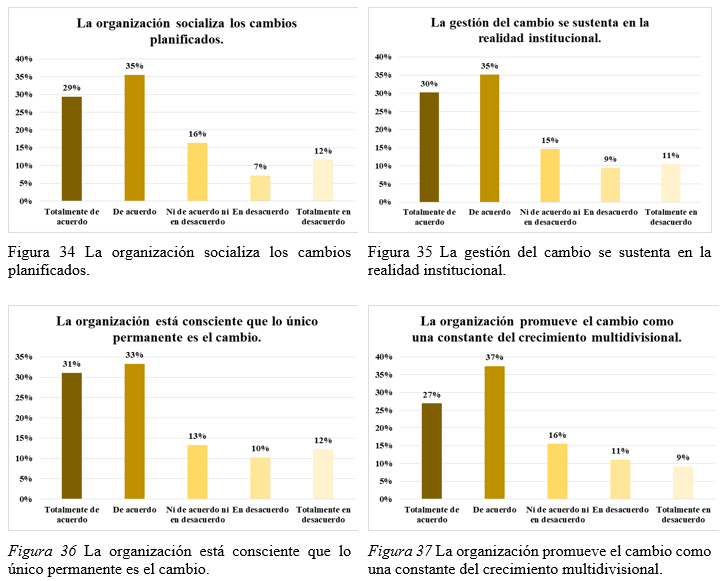 La organización socializa los cambios
planificados.
40%
35%
30%
25%
20%
15%
10%
5%
0%
29%
35%
16%
7%
12%
Totalmente de
acuerdo
De acuerdo
Ni de acuerdo ni
en desacuerdo
En desacuerdo
Totalmente en
desacuerdo
Figura 34 La organización socializa los cambios
planificados.
La gestión del cambio se sustenta en la
realidad institucional.
40%
35%
30%
25%
20%
15%
10%
5%
0%
30%
35%
15%
9%
11%
Totalmente de
acuerdo
De acuerdo
Ni de acuerdo ni
en desacuerdo
En desacuerdo
Totalmente en
desacuerdo
Figura 35 La gestión del cambio se sustenta en la
realidad institucional.
La organización está consciente que lo único
permanente es el cambio.
35%
30%
25%
20%
15%
10%
5%
0%
31%
33%
13%
10%
12%
Totalmente de
acuerdo
De acuerdo
Ni de acuerdo ni
en desacuerdo
En desacuerdo
Totalmente en
desacuerdo
Figura 36 La organización está consciente que lo
único permanente es el cambio.
La organización promueve el cambio como
una constante del crecimiento multidivisional.
40%
35%
30%
25%
20%
15%
10%
5%
0%
27%
37%
16%
11%
9%
Totalmente de
acuerdo
De acuerdo
Ni de acuerdo ni
en desacuerdo
En desacuerdo
Totalmente en
desacuerdo
Figura 37 La organización promueve el cambio como
una constante del crecimiento multidivisional.